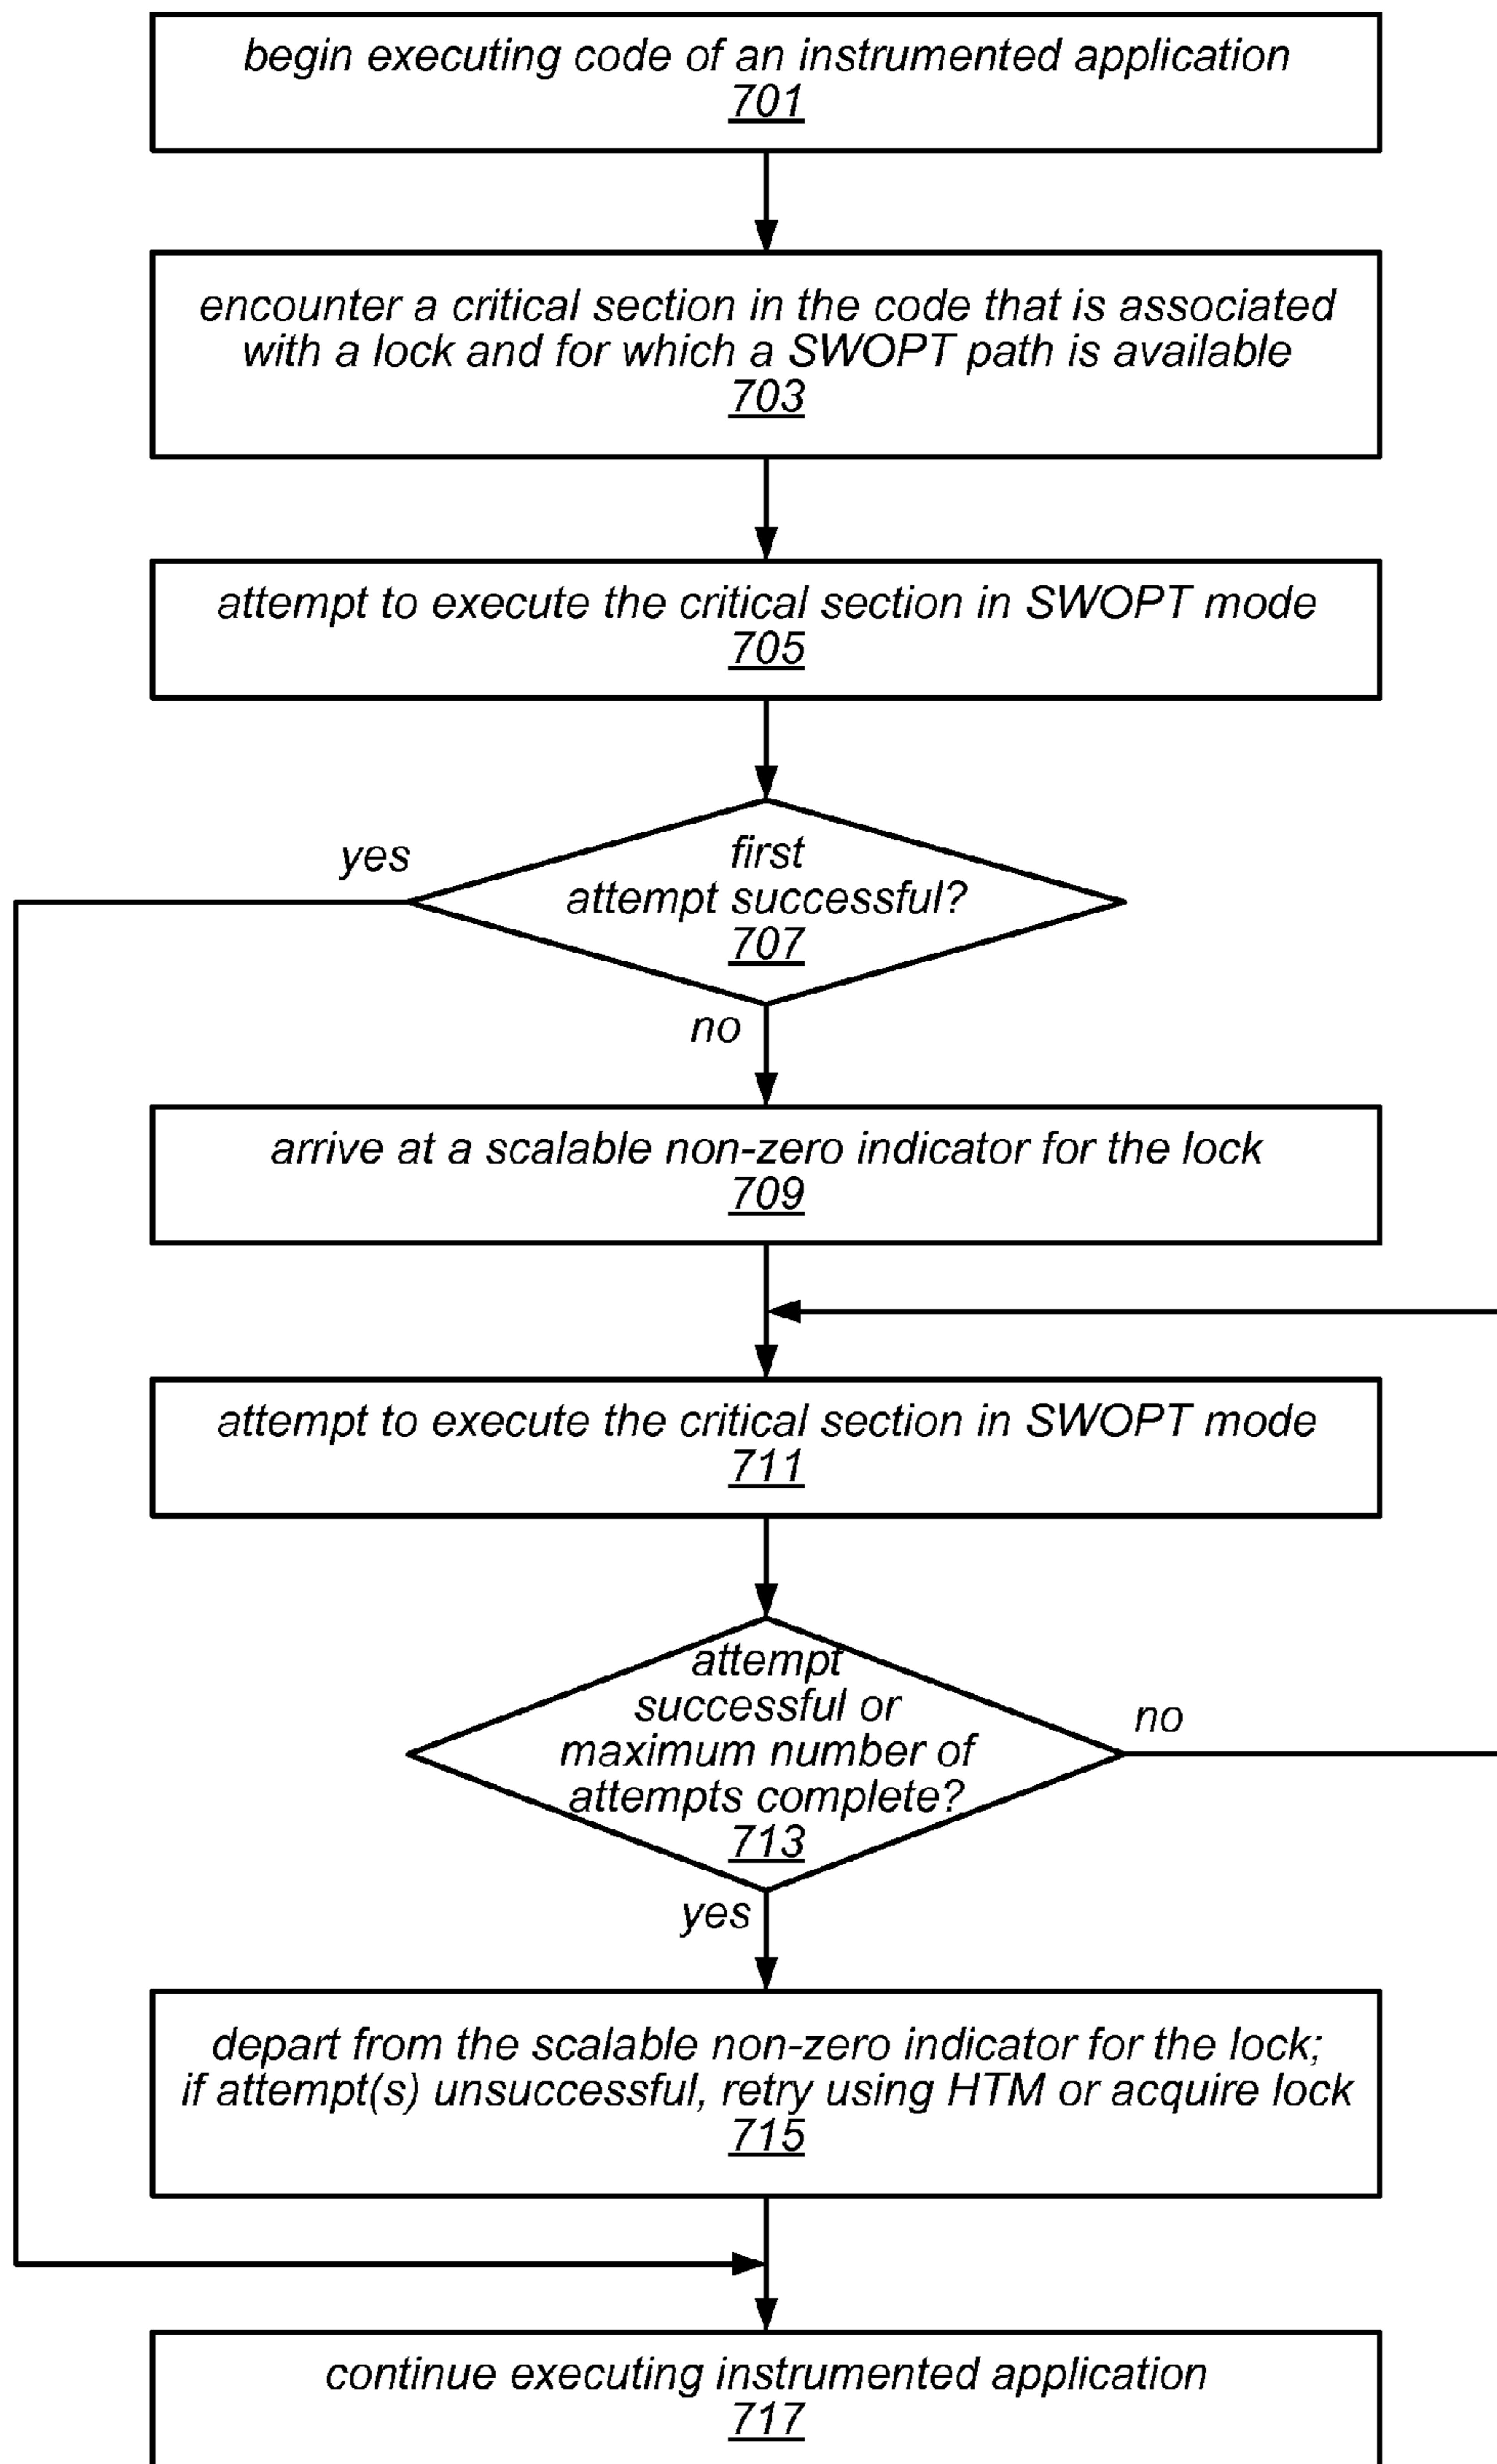 begin executing code of an instrumented application
701
encounter a critical section in the code that is associated
with a lock and for which a SWOPT path is available
703
attempt to execute the critical section in SWOPT mode
705
yes
first
attempt successful?
707
no
arrive at a scalable non-zero indicator for the lock
709
attempt to execute the critical section in SWOPT mode
711
attempt
successful or
maximum number of
attempts complete?
713
no
yes
depart from the scalable non-zero indicator for the lock;
if attempt(s) unsuccessful, retry using HTM or acquire lock
715
continue executing instrumented application
717